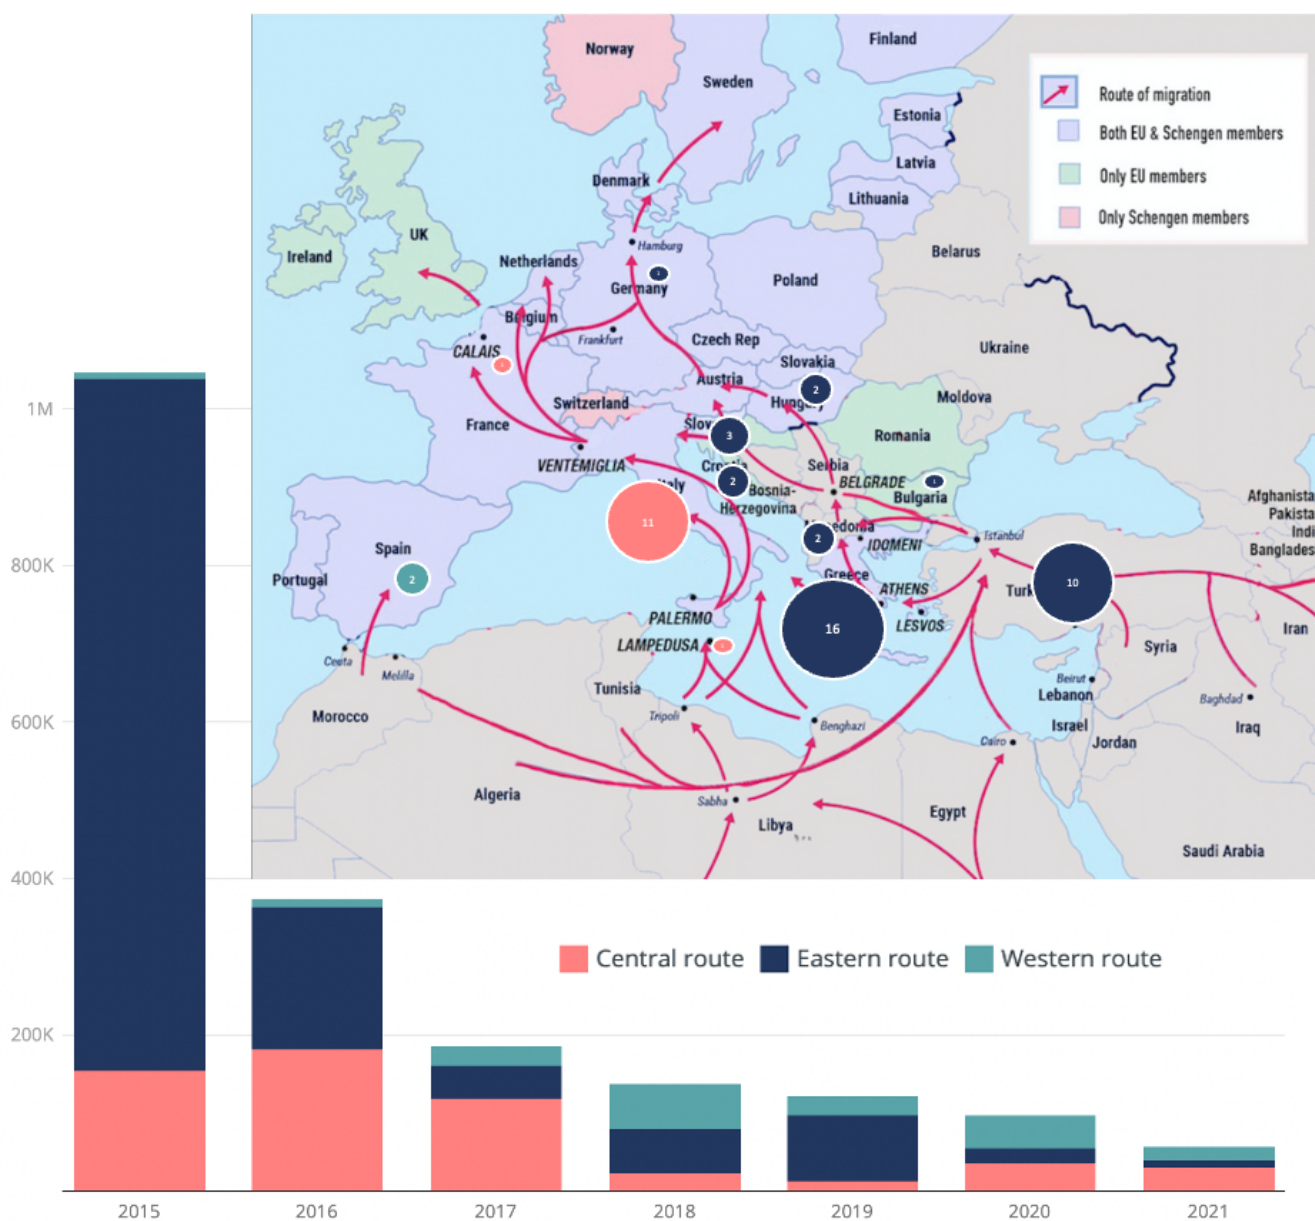 Norway
Finland
Sweden
Route of migration
Both EU & Schengen members
Only EU members
Only Schengen members
Estonia
Latvia
Lithuania
Denmark
Hamburg
Belarus
UK
Ireland
Netherlands
1
Germany
Poland
Belgium
Frankfurt
Czech Rep
CALAIS
Ukraine
Slovakia
Austria
2
Moldova
Switzerland
1M
France
Romania
3
VENTEMIGLIA
Serbia
BELGRADE
2
1
Bosnia-
Herzegovina
Bulgaria
11
2
IDOMENI
Istanbul
Spain
800K
Portugal
2
Greece
ATHENS
10
LESVOS
16
PALERMO
LAMPEDUSA
Iran
Ceuta
Melilla
Syria
Beirut
Lebanon
Baghdad
Tunisia
Morocco
Tripoli
Benghazi
Israel
Iraq
600K
Cairo
Jordan
Algeria
Sabha
Libya
Egypt
Saudi Arabia
400K
Central route
Eastern route
Western route
200K
2015
2016
2017
2018
2019
2020
2021